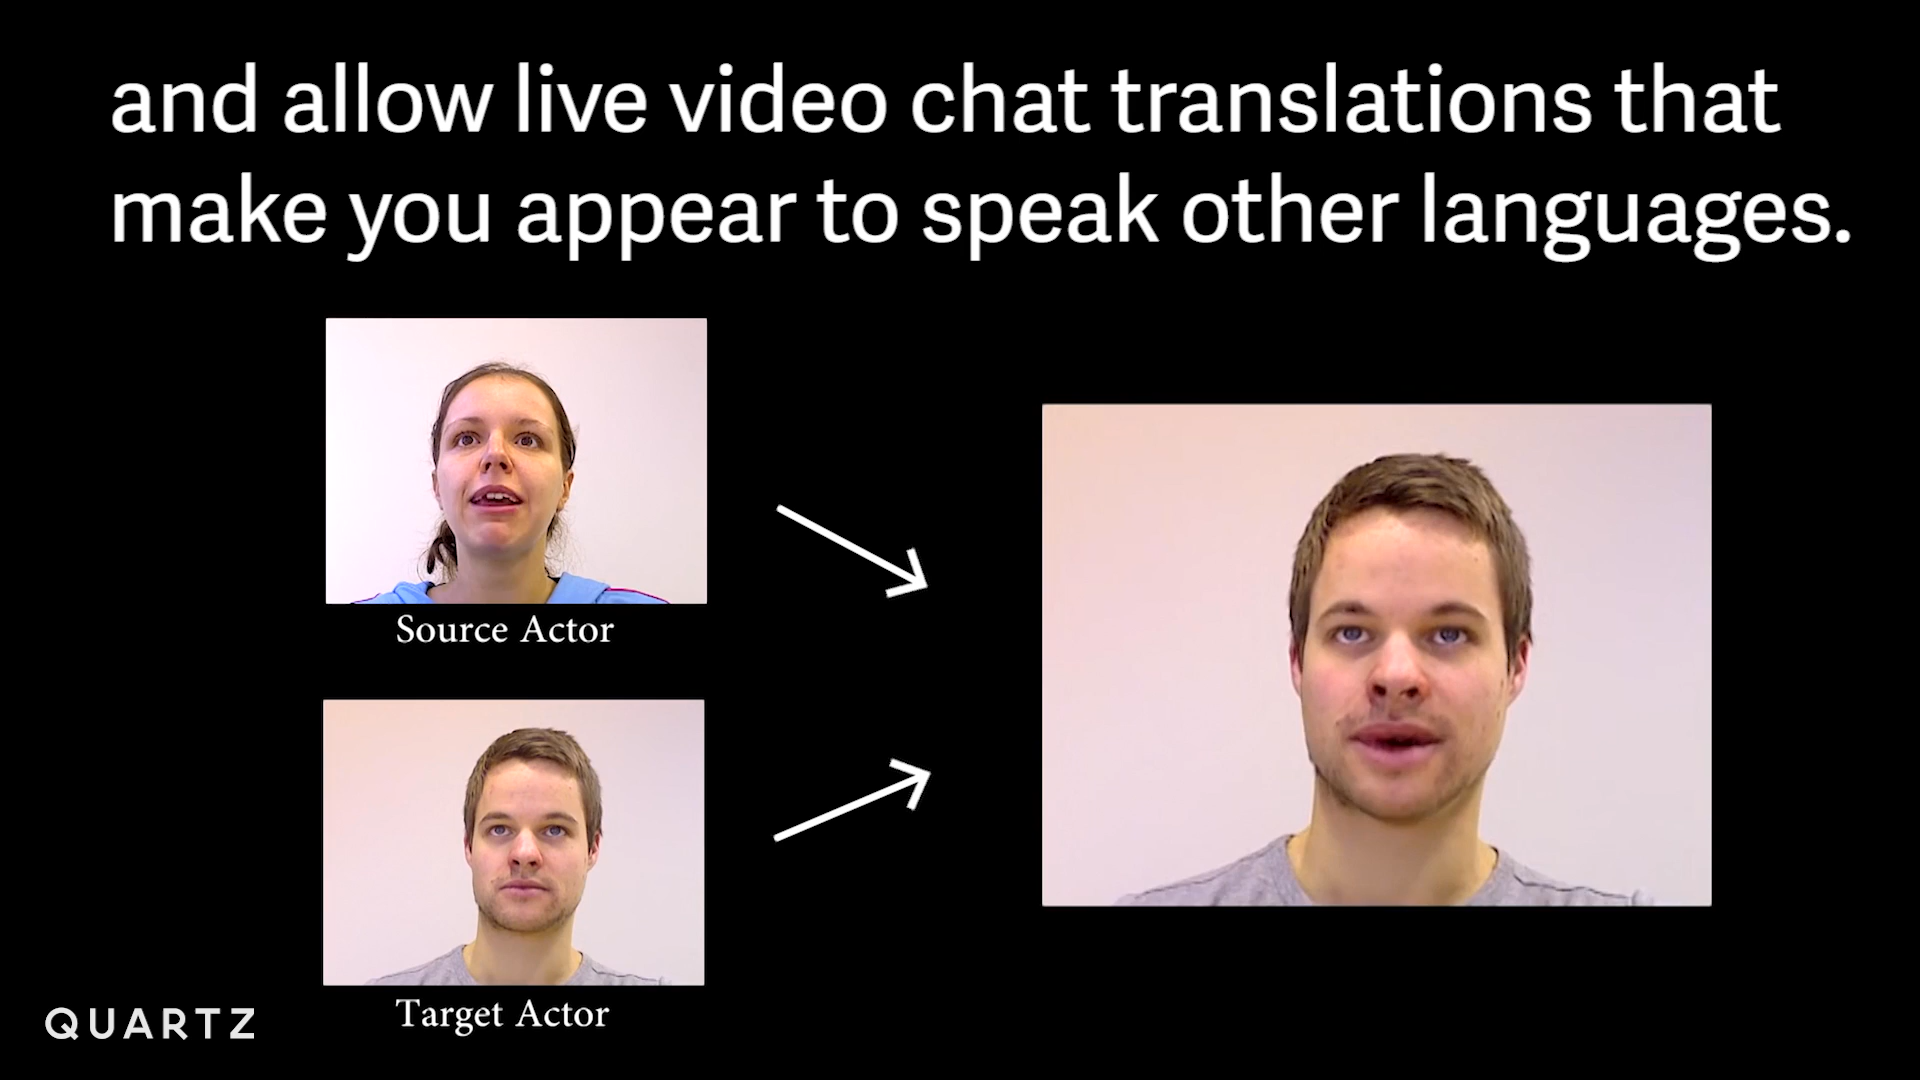 and allow live video chat translations that
make you appear to speak other languages.
Source Actor
Target Actor
QUARTZ